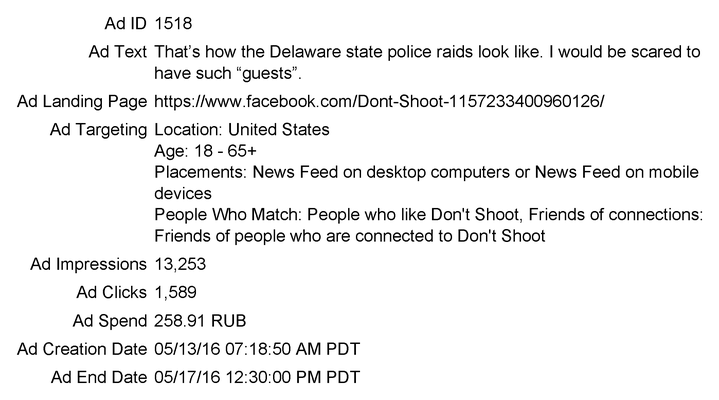 Ad ID 1518
Ad Text That’s how the Delaware state police raids look like. I would be scared to
have such “guests”.
Ad Landing Page https://www.facebook.com/Dont-Shoot-1157233400960126/
Ad Targeting Location: United States
Age: 18 - 65+
Placements: News Feed on desktop computers or News Feed on mobile
devices
People Who Match: People who like Don't Shoot, Friends of connections:
Friends of people who are connected to Don't Shoot
Ad Impressions 13,253
Ad Clicks 1,589
Ad Spend 258.91 RUB
Ad Creation Date 05/13/16 07:18:50 AM PDT
Ad End Date 05/17/16 12:30:00 PM PDT